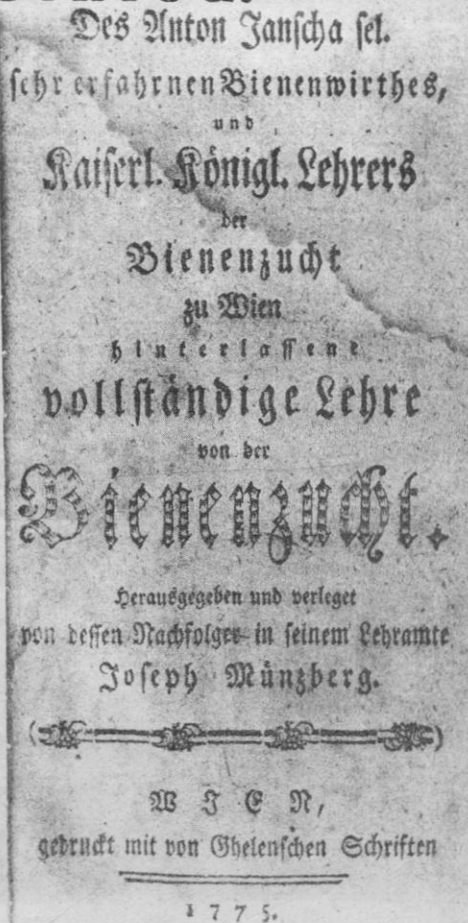 Des Anton Janscha sel.
sehr erfahrnen Bienenwirthes,
und
Kaiserl. Königl. Lehrers
der
Bienenzucht
zu Wien
hinterlassene
vollständige Lehre
von der
Bienenzucht.
Herausgegeben und verleget
von dessen Nachfolger in seinem Lehramte
Joseph Münzberg.
WIEN,
gedruckt mit von Ghelenschen Schriften
1775.